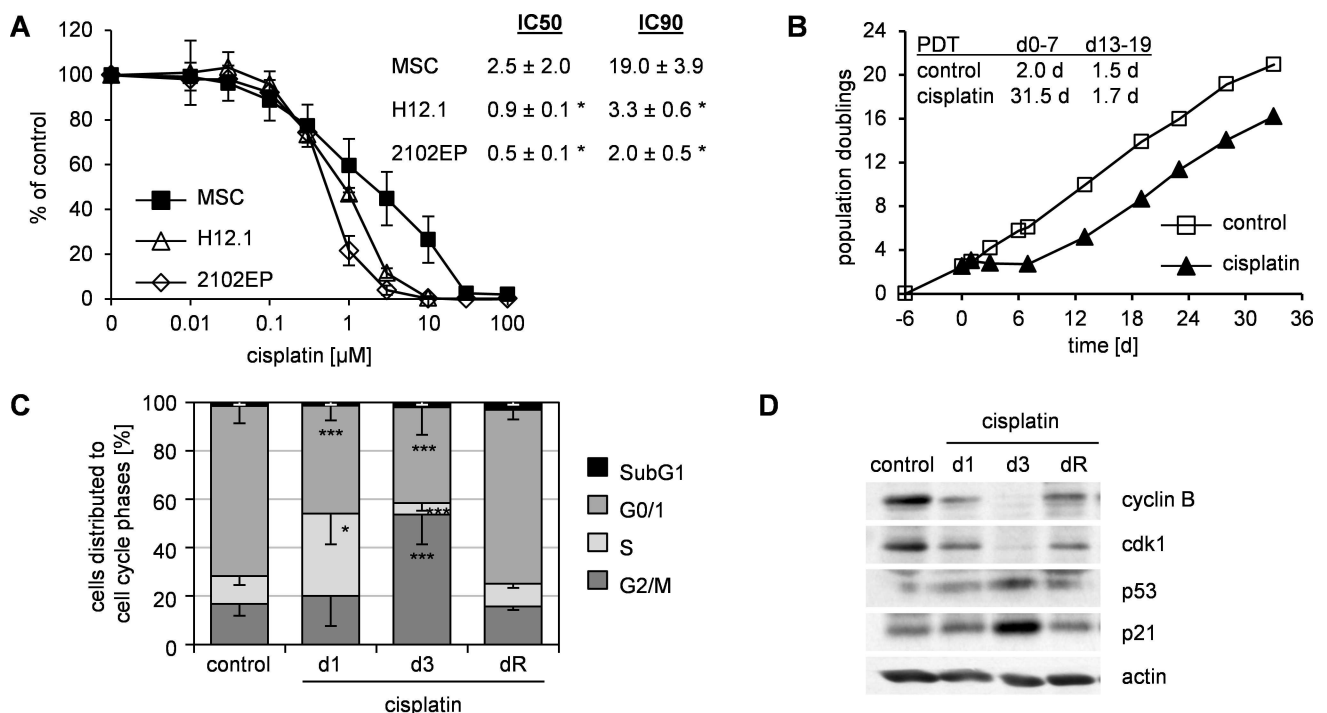 A
120
100
80
60
40
20
0
% of control
0 0.01 0.1 1 10 100
cisplatin [µM]
MSC
H12.1
2102EP
IC50 IC90
MSC 2.5 ± 2.0 19.0 ± 3.9
H12.1 0.9 ± 0.1 * 3.3 ± 0.6 *
2102EP 0.5 ± 0.1 * 2.0 ± 0.5 *
B
PDT d0-7 d13-19
control 2.0 d 1.5 d
cisplatin 31.5 d 1.7 d
24
20
16
12
8
4
0
population doublings
-6 0 6 12 18 24 30 36
time [d]
control
cisplatin
C
100
80
60
40
20
0
cells distributed to
cell cycle phases [%]
*** ***
* ***
***
control d1 d3 dR
cisplatin
SubG1
G0/1
S
G2/M
D
cisplatin
control d1 d3 dR
cyclin B
cdk1
p53
p21
actin